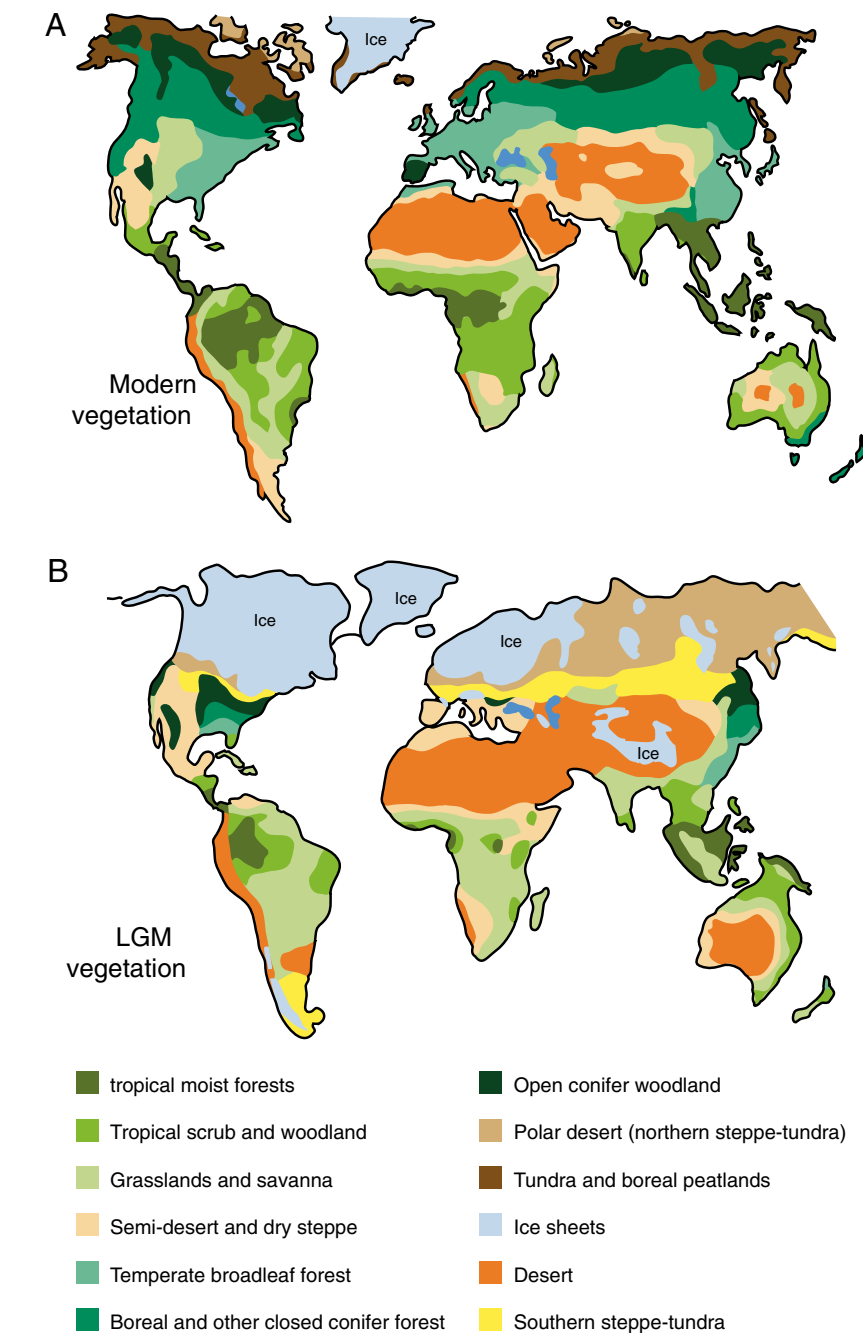 A
Ice
Modern
vegetation
B
Ice
Ice
Ice
Ice
LGM
vegetation
tropical moist forests
Tropical scrub and woodland
Grasslands and savanna
Semi-desert and dry steppe
Temperate broadleaf forest
Boreal and other closed conifer forest
Open conifer woodland
Polar desert (northern steppe-tundra)
Tundra and boreal peatlands
Ice sheets
Desert
Southern steppe-tundra